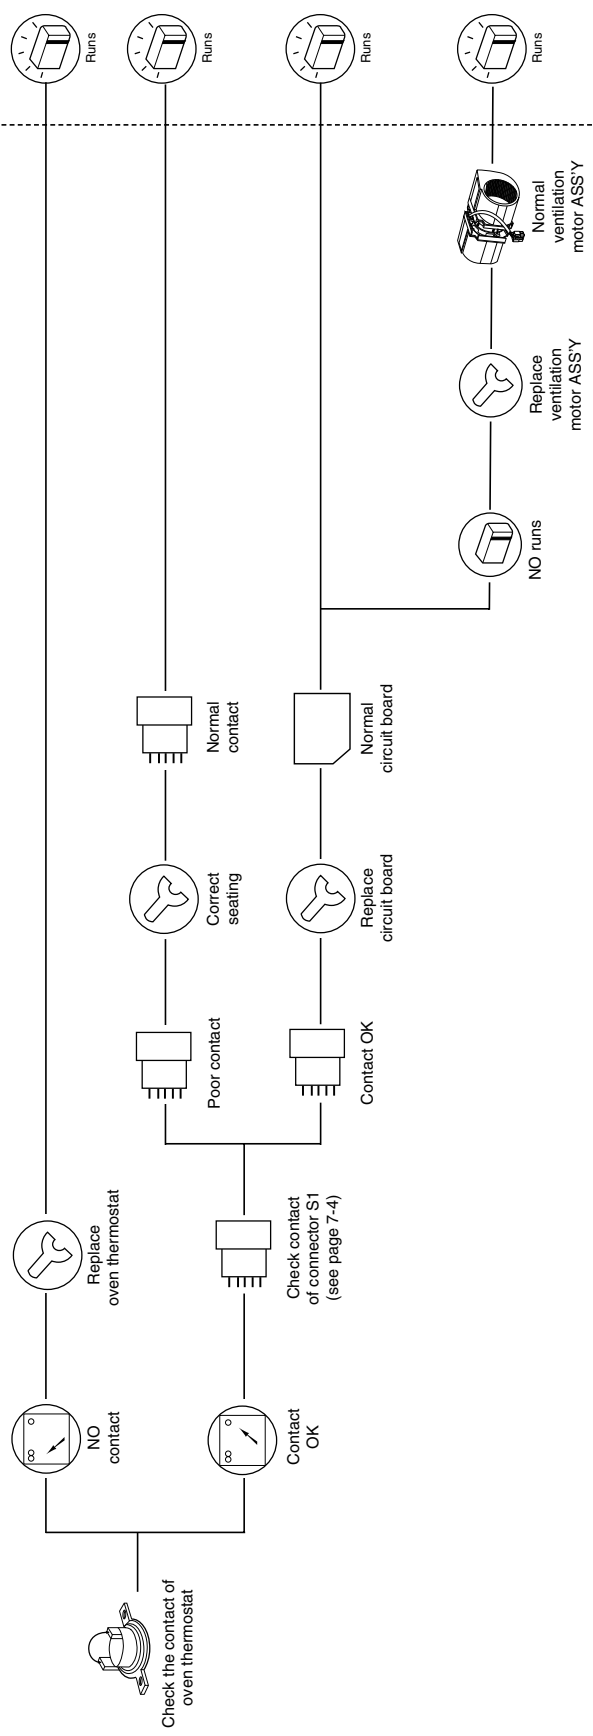 Check the contact of
oven thermostat
NO
contact
Replace
oven thermostat
Runs
Contact
OK
Check contact
of connector S1
(see page 7-4)
Poor contact
Correct
seating
Normal
contact
Runs
Contact OK
Replace
circuit board
Normal
circuit board
Runs
NO runs
Replace
ventilation
motor ASS'Y
Normal
ventilation
motor ASS'Y
Runs